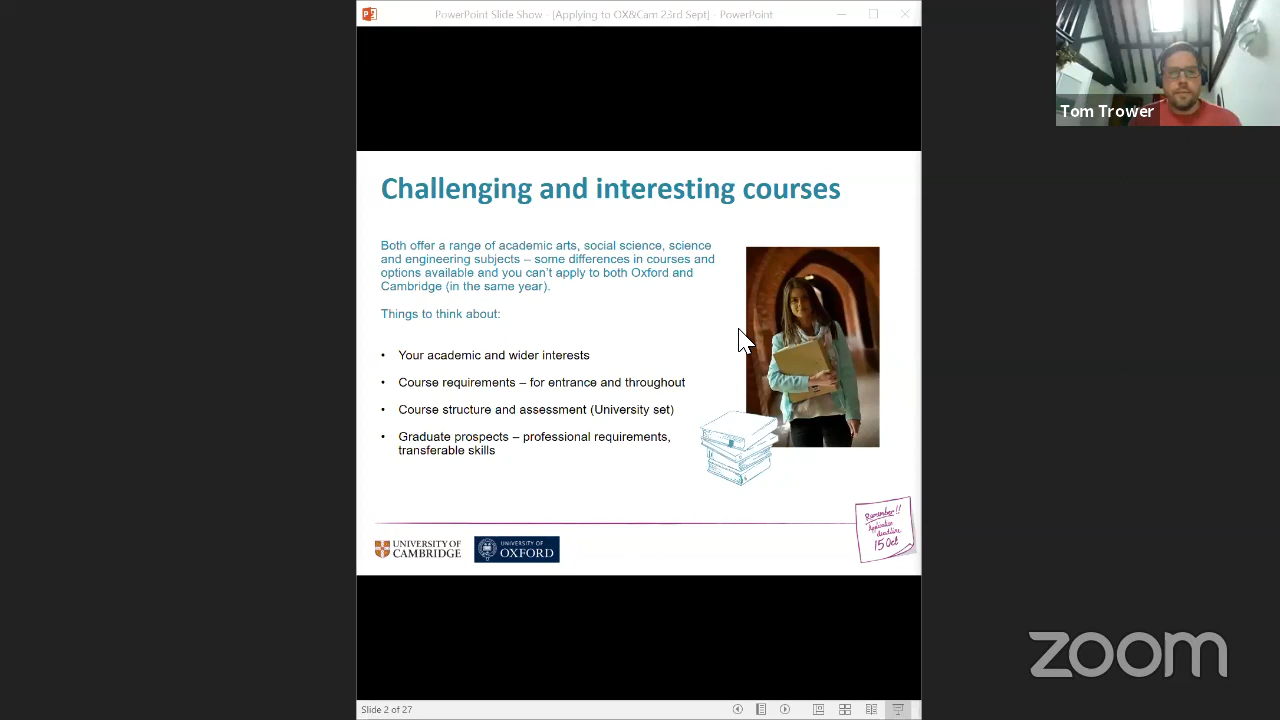 PowerPoint Slide Show - [Applying to OX&Cam 23rd Sept] - PowerPoint
Tom Trower
Challenging and interesting courses
Both offer a range of academic arts, social science, science
and engineering subjects – some differences in courses and
options available and you can't apply to both Oxford and
Cambridge (in the same year).
Things to think about:
• Your academic and wider interests
• Course requirements – for entrance and throughout
• Course structure and assessment (University set)
• Graduate prospects – professional requirements,
transferable skills
Remember!!
Application
deadline
15 Oct
UNIVERSITY OF
CAMBRIDGE
UNIVERSITY OF
OXFORD
zoom
Slide 2 of 27